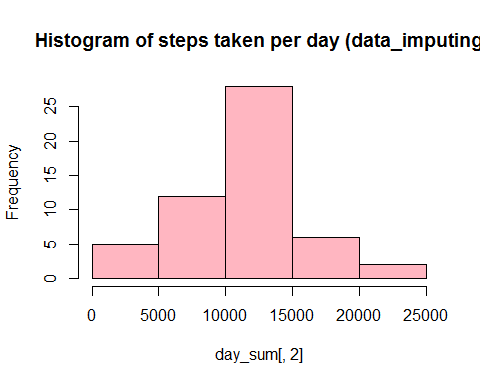 Histogram of steps taken per day (data_imputing
Frequency
25
20
15
10
5
0
0 5000 10000 15000 20000 25000
day_sum[, 2]